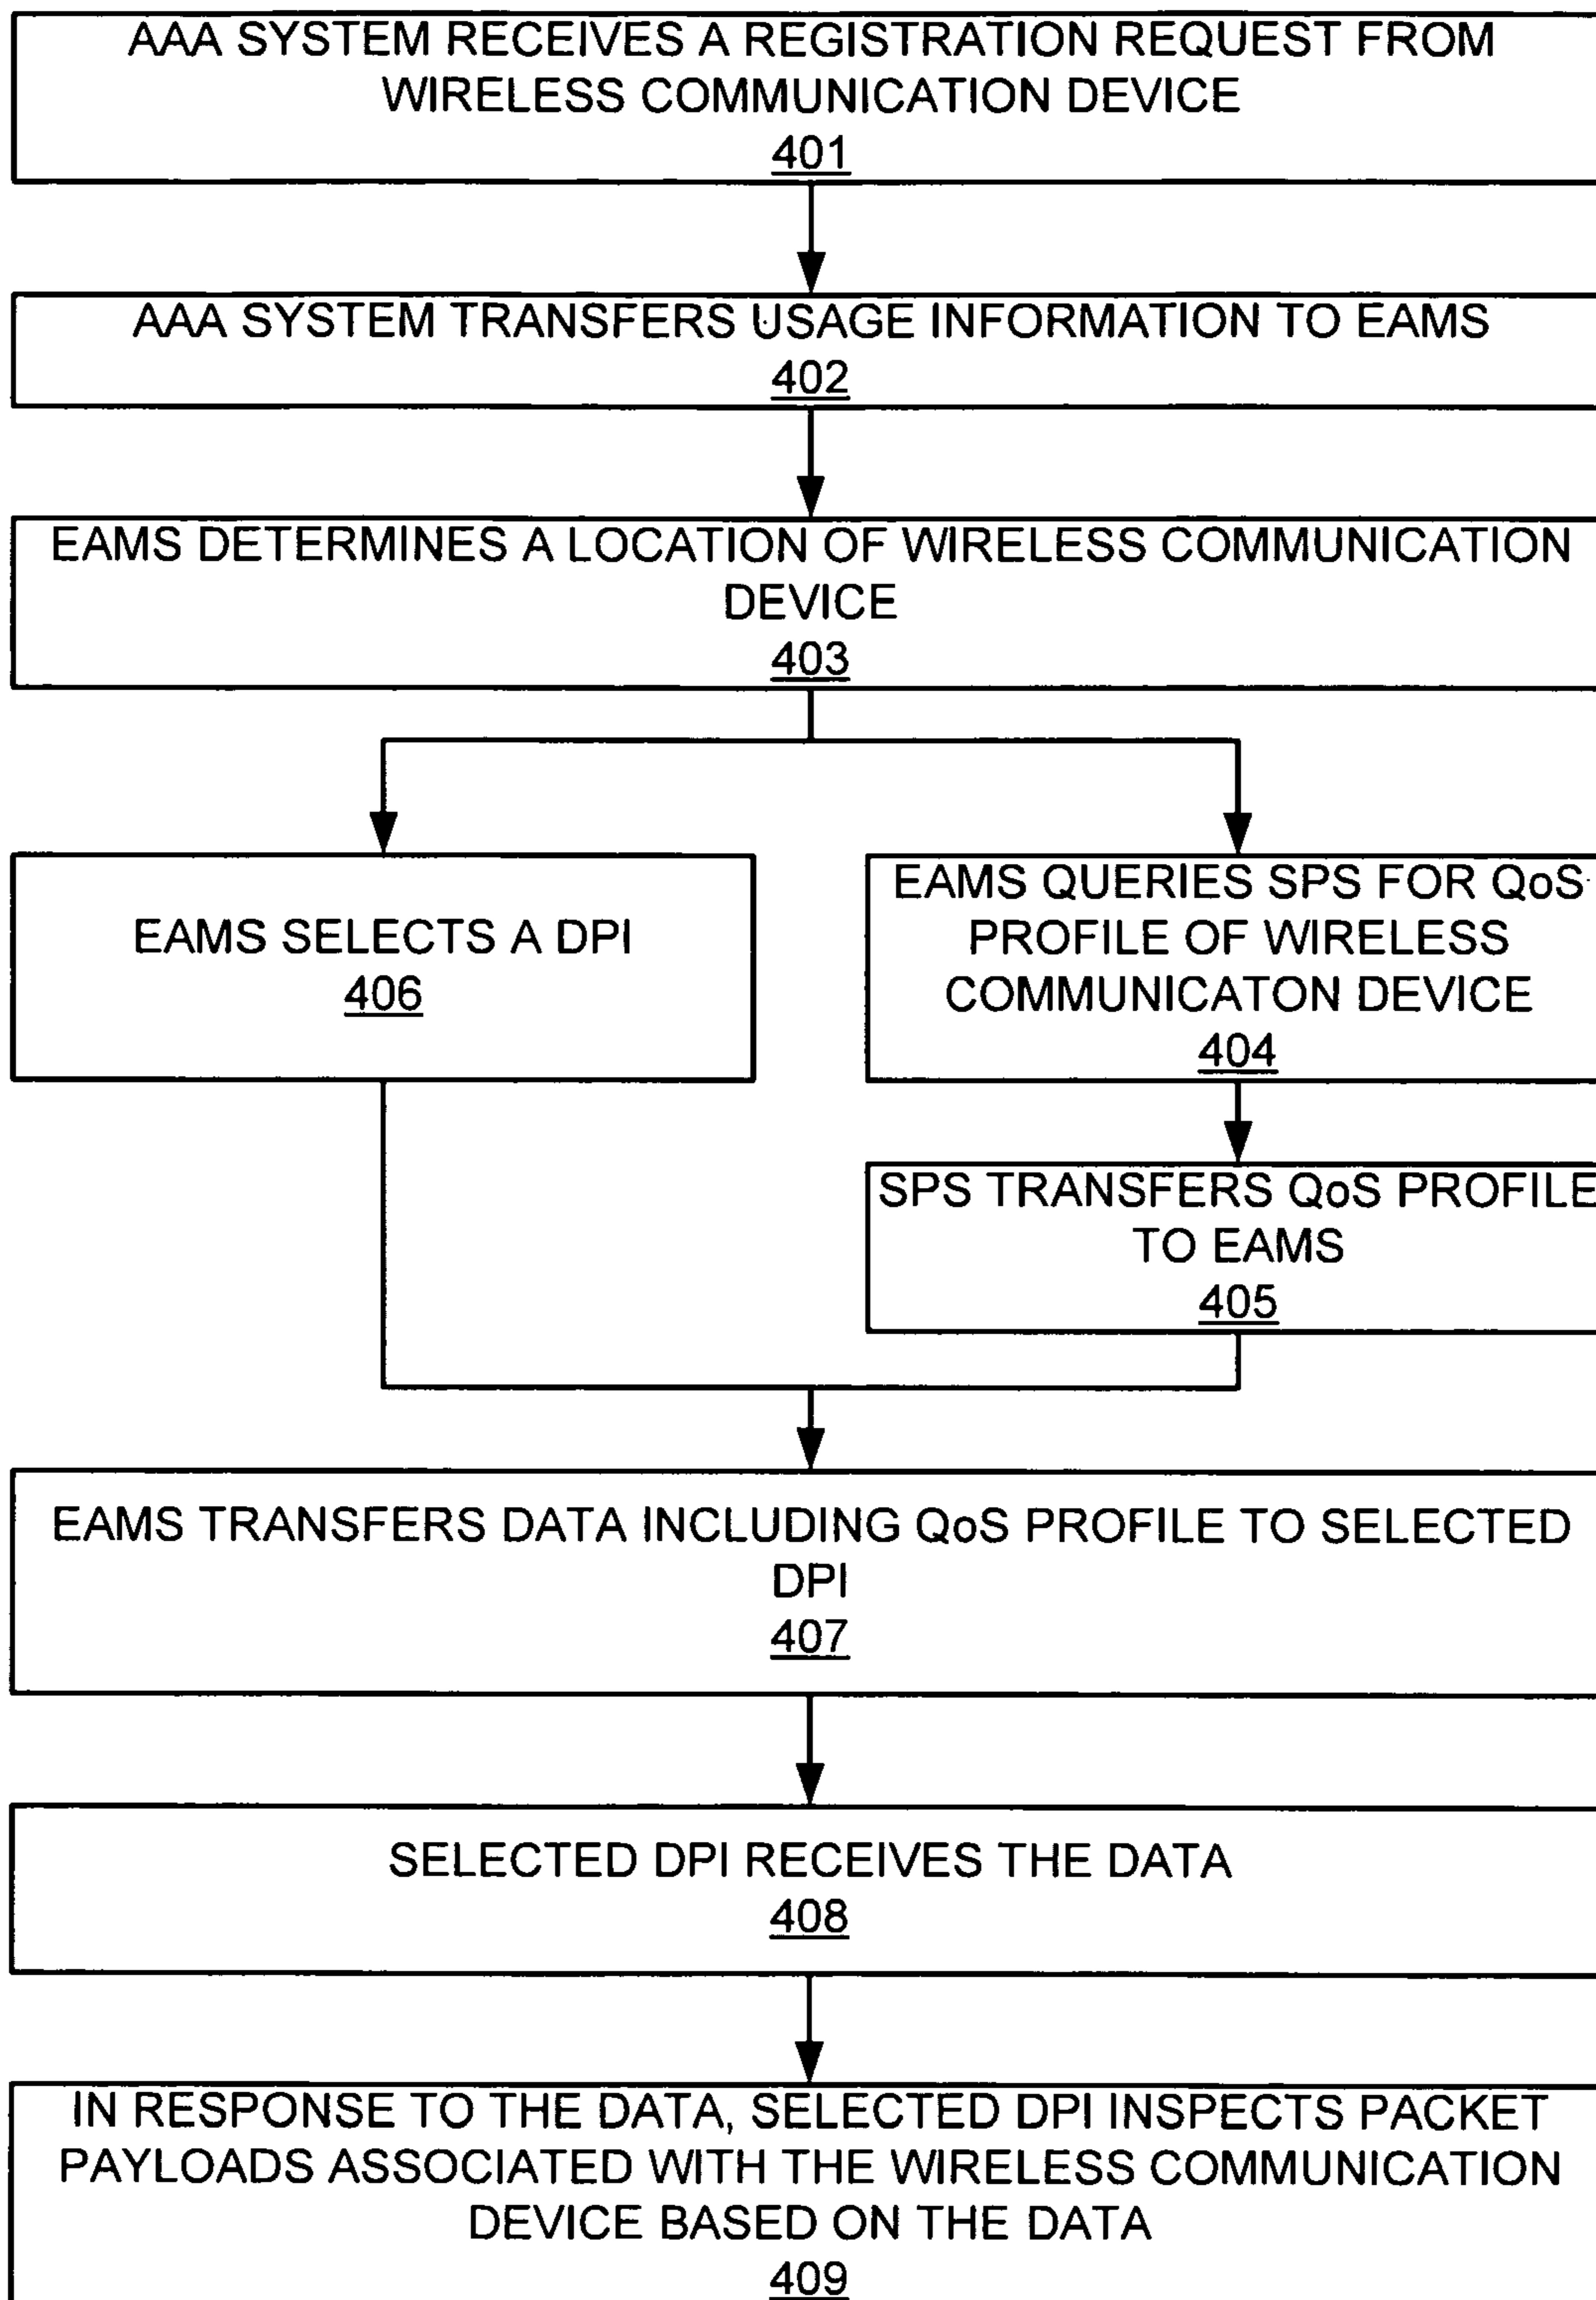 AAA SYSTEM RECEIVES A REGISTRATION REQUEST FROM
WIRELESS COMMUNICATION DEVICE
401
AAA SYSTEM TRANSFERS USAGE INFORMATION TO EAMS
402
EAMS DETERMINES A LOCATION OF WIRELESS COMMUNICATION
DEVICE
403
EAMS SELECTS A DPI
406
EAMS QUERIES SPS FOR QoS
PROFILE OF WIRELESS
COMMUNICATON DEVICE
404
SPS TRANSFERS QoS PROFILE
TO EAMS
405
EAMS TRANSFERS DATA INCLUDING QoS PROFILE TO SELECTED
DPI
407
SELECTED DPI RECEIVES THE DATA
408
IN RESPONSE TO THE DATA, SELECTED DPI INSPECTS PACKET
PAYLOADS ASSOCIATED WITH THE WIRELESS COMMUNICATION
DEVICE BASED ON THE DATA
409